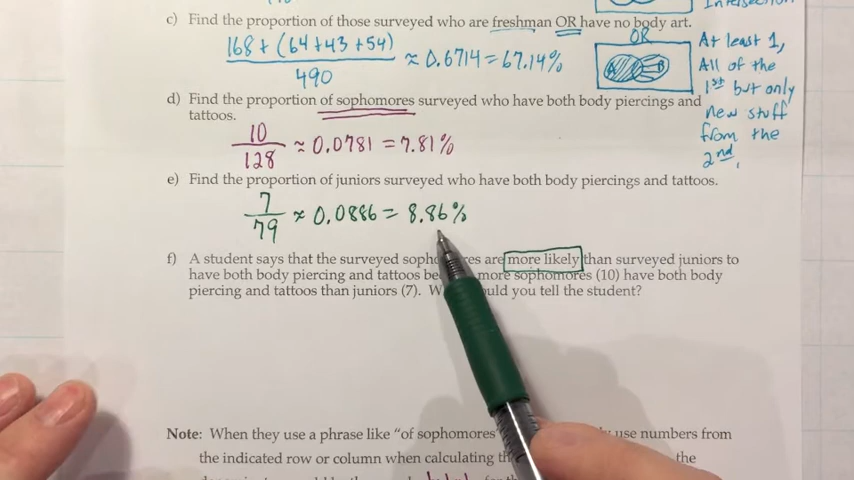 Intersection
c) Find the proportion of those surveyed who are freshman OR have no body art.
168 + (64+43+54)
490
≈ 0.6714 = 67.14%
OR
A B
At least 1,
All of the
1st but only
new stuff
from the
2nd.
d) Find the proportion of sophomores surveyed who have both body piercings and
tattoos.
10
128
≈ 0.0781 = 7.81%
e) Find the proportion of juniors surveyed who have both body piercings and tattoos.
7
79
≈ 0.0886 = 8.86%
f) A student says that the surveyed are more likely than surveyed juniors to
have both body piercing and tattoos more sophomores (10) have both body
piercing and tattoos than juniors (7). you tell the student?
Note: When they use a phrase like "of sophomores" use numbers from
the indicated row or column when calculating the